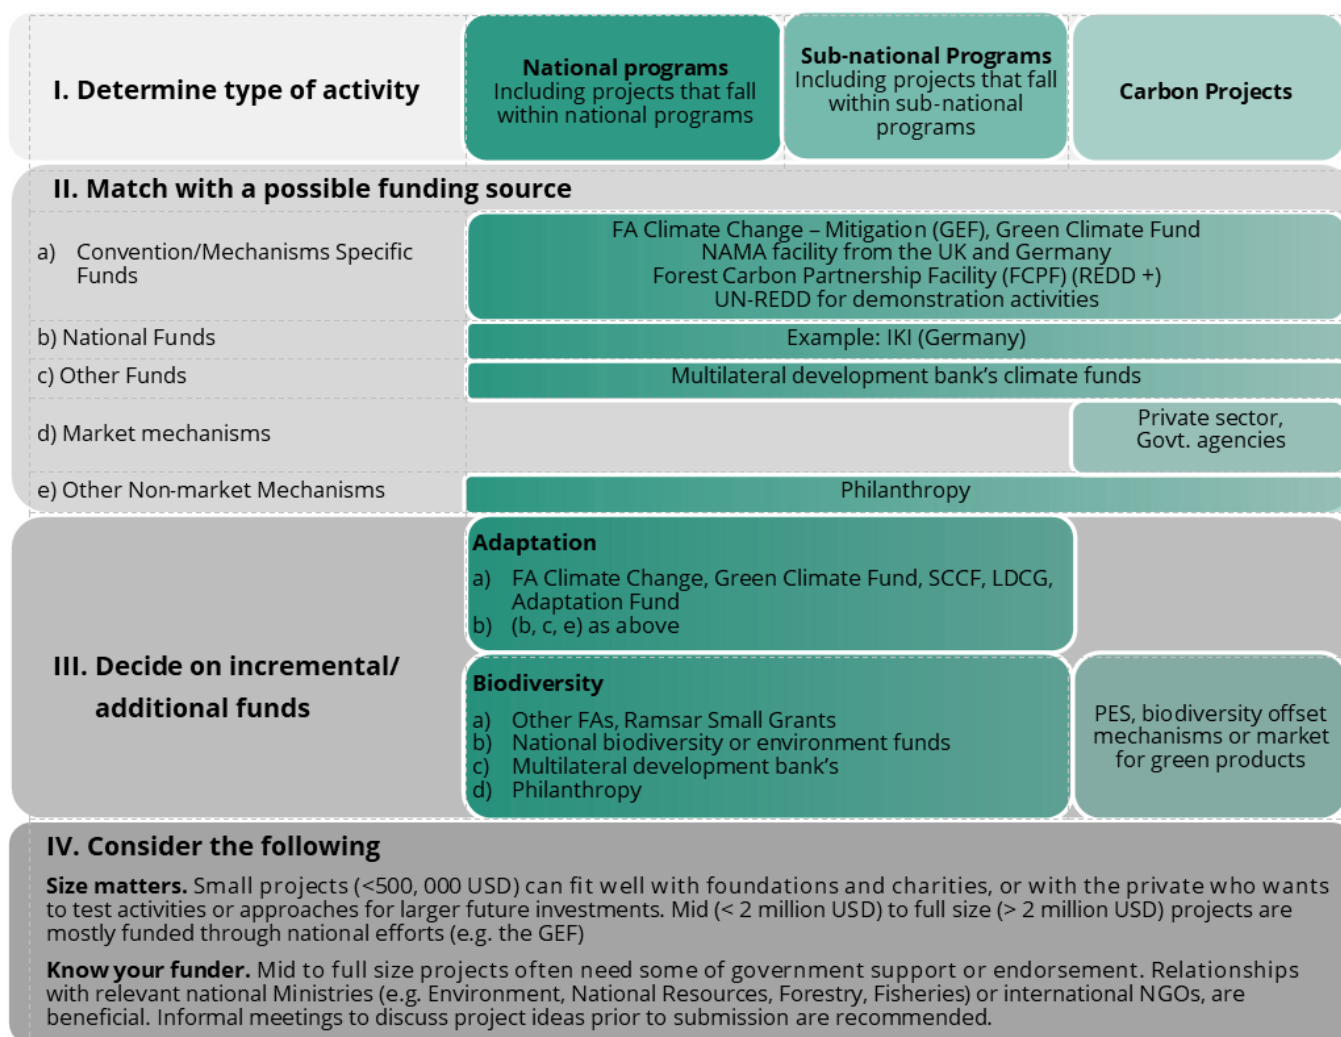 I. Determine type of activity
National programs
Including projects that fall
within national programs
Sub-national Programs
Including projects that fall
within sub-national
programs
Carbon Projects
II. Match with a possible funding source
a) Convention/Mechanisms Specific
Funds
FA Climate Change – Mitigation (GEF), Green Climate Fund
NAMA facility from the UK and Germany
Forest Carbon Partnership Facility (FCPF) (REDD +)
UN-REDD for demonstration activities
b) National Funds
Example: IKI (Germany)
c) Other Funds
Multilateral development bank’s climate funds
d) Market mechanisms
Private sector,
Govt. agencies
e) Other Non-market Mechanisms
Philanthropy
III. Decide on incremental/
additional funds
Adaptation
a) FA Climate Change, Green Climate Fund, SCCF, LDCG,
Adaptation Fund
b) (b, c, e) as above
Biodiversity
a) Other FAs, Ramsar Small Grants
b) National biodiversity or environment funds
c) Multilateral development bank’s
d) Philanthropy
PES, biodiversity offset
mechanisms or market
for green products
IV. Consider the following
Size matters. Small projects (<500, 000 USD) can fit well with foundations and charities, or with the private who wants
to test activities or approaches for larger future investments. Mid (< 2 million USD) to full size (> 2 million USD) projects are
mostly funded through national efforts (e.g. the GEF)
Know your funder. Mid to full size projects often need some of government support or endorsement. Relationships
with relevant national Ministries (e.g. Environment, National Resources, Forestry, Fisheries) or international NGOs, are
beneficial. Informal meetings to discuss project ideas prior to submission are recommended.